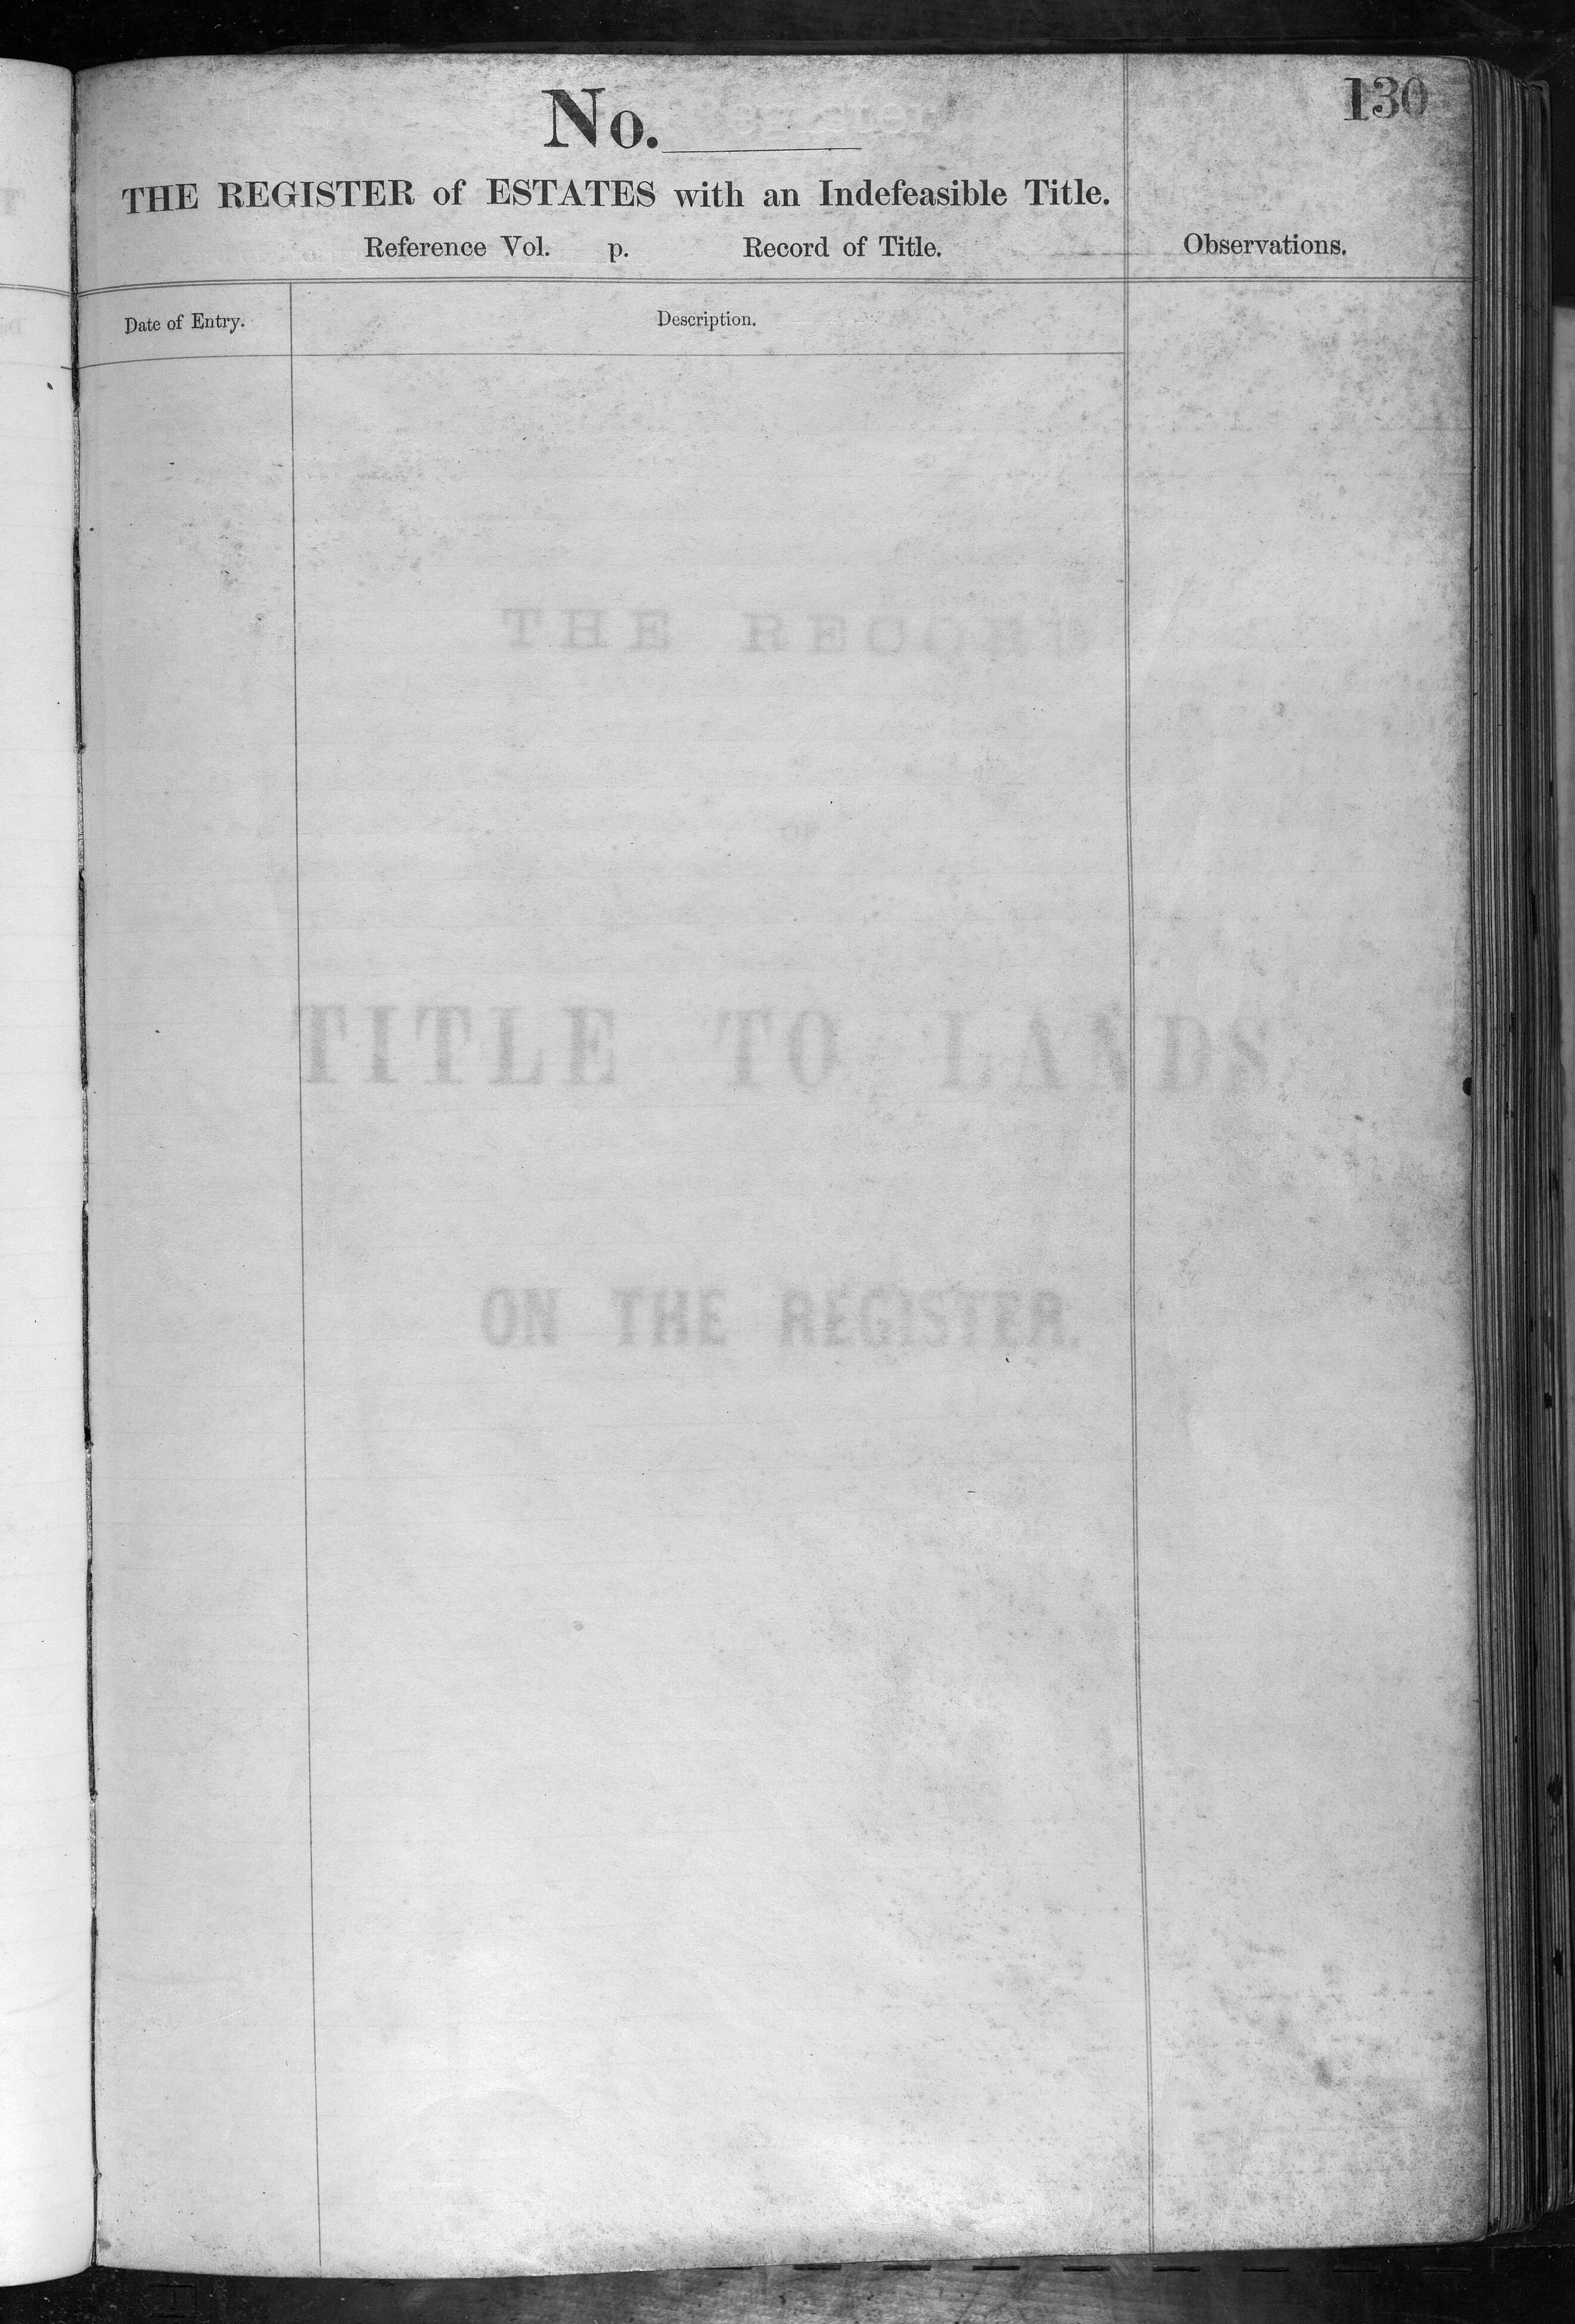 130
No.
THE REGISTER of ESTATES with an Indefeasible Title.
Reference Vol. p. Record of Title.
Observations.
Date of Entry.
Description.
THE RECORD
OF
TITLE TO LANDS
ON THE REGISTER.